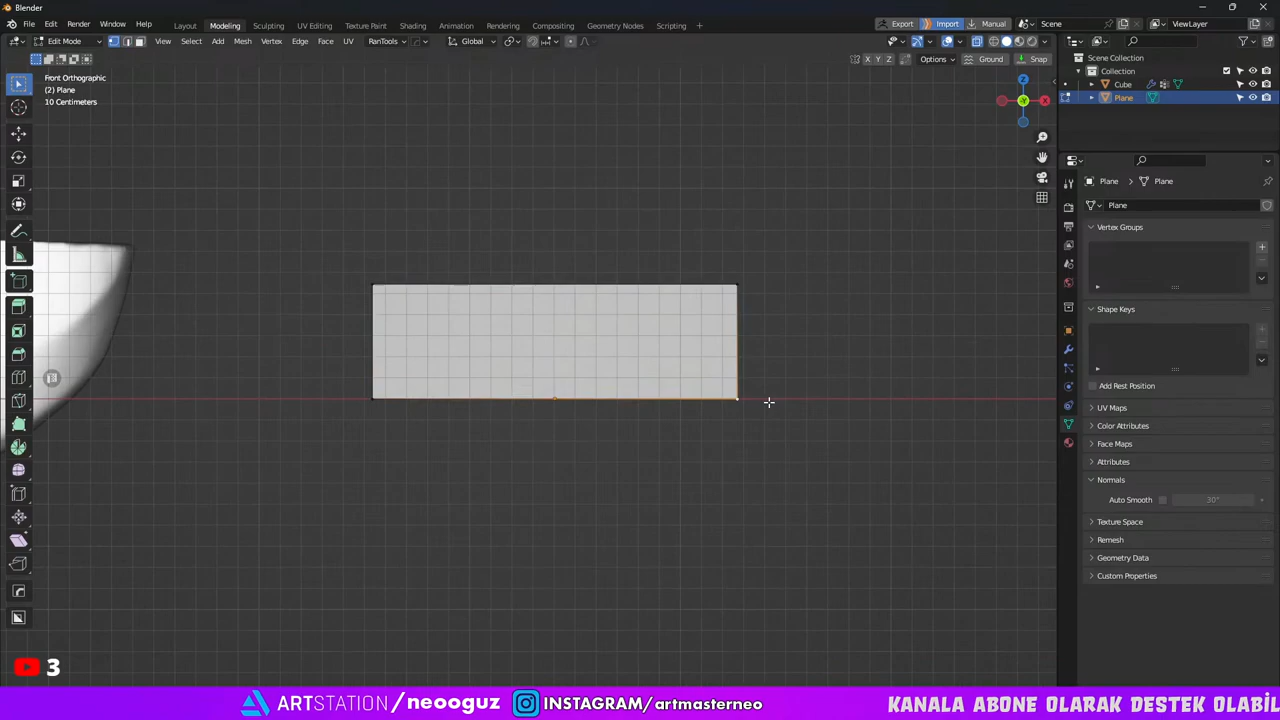 Blender
File Edit Render Window Help
Layout Modeling Sculpting UV Editing Texture Paint Shading Animation Rendering Compositing Geometry Nodes Scripting +
Export Import Manual Scene ViewLayer
Edit Mode View Select Add Mesh Vertex Edge Face UV RanTools Global
X Y Z Options Ground Snap
Front Orthographic
(2) Plane
10 Centimeters
Z
X
Y
Scene Collection
Collection
Cube
Plane
Plane > Plane
Plane
Vertex Groups
Shape Keys
Add Rest Position
UV Maps
Color Attributes
Face Maps
Attributes
Normals
Auto Smooth 30°
Texture Space
Remesh
Geometry Data
Custom Properties
3
ARTSTATION/neooguz INSTAGRAM/artmasterneo KANALA ABONE OLARAK DESTEK OLABİL